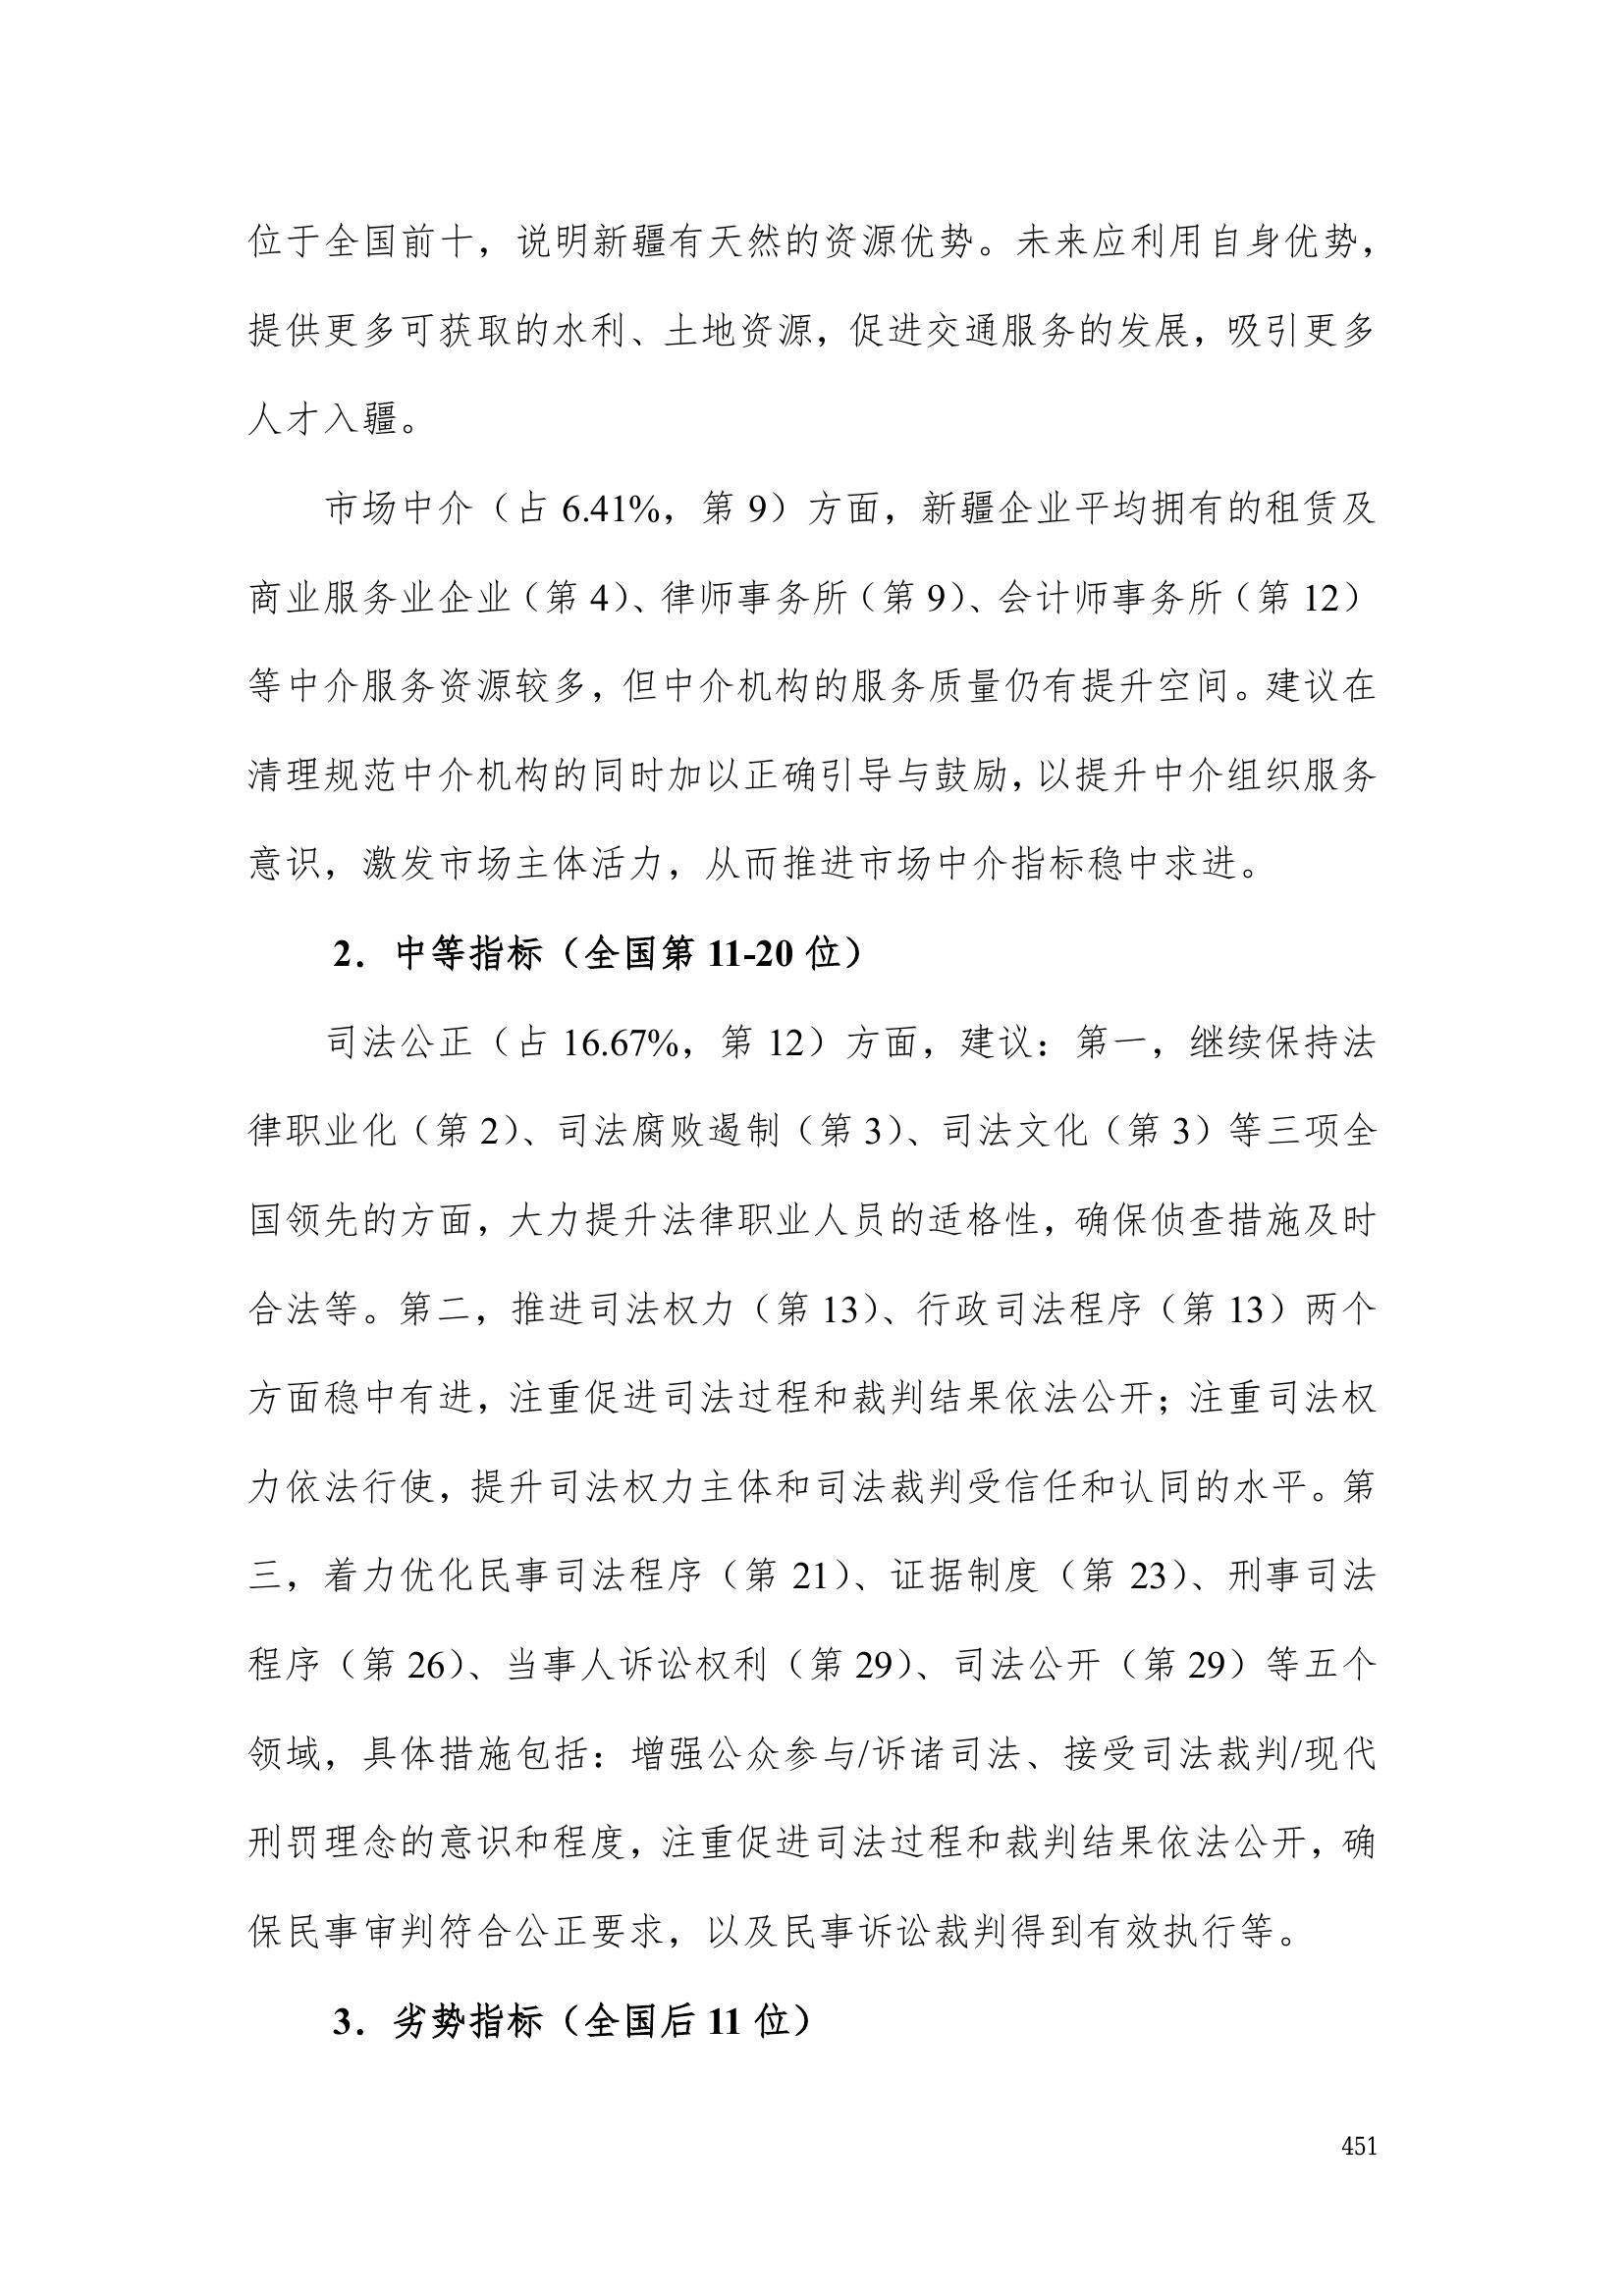 位于全国前十，说明新疆有天然的资源优势。未来应利用自身优势，
提供更多可获取的水利、土地资源，促进交通服务的发展，吸引更多
人才入疆。
市场中介（占 6.41%，第 9）方面，新疆企业平均拥有的租赁及
商业服务业企业（第 4）、律师事务所（第 9）、会计师事务所（第 12）
等中介服务资源较多，但中介机构的服务质量仍有提升空间。建议在
清理规范中介机构的同时加以正确引导与鼓励，以提升中介组织服务
意识，激发市场主体活力，从而推进市场中介指标稳中求进。
2．中等指标（全国第 11-20 位）
司法公正（占 16.67%，第 12）方面，建议：第一，继续保持法
律职业化（第 2）、司法腐败遏制（第 3）、司法文化（第 3）等三项全
国领先的方面，大力提升法律职业人员的适格性，确保侦查措施及时
合法等。第二，推进司法权力（第 13）、行政司法程序（第 13）两个
方面稳中有进，注重促进司法过程和裁判结果依法公开；注重司法权
力依法行使，提升司法权力主体和司法裁判受信任和认同的水平。第
三，着力优化民事司法程序（第 21）、证据制度（第 23）、刑事司法
程序（第 26）、当事人诉讼权利（第 29）、司法公开（第 29）等五个
领域，具体措施包括：增强公众参与/诉诸司法、接受司法裁判/现代
刑罚理念的意识和程度，注重促进司法过程和裁判结果依法公开，确
保民事审判符合公正要求，以及民事诉讼裁判得到有效执行等。
3．劣势指标（全国后 11 位）
451